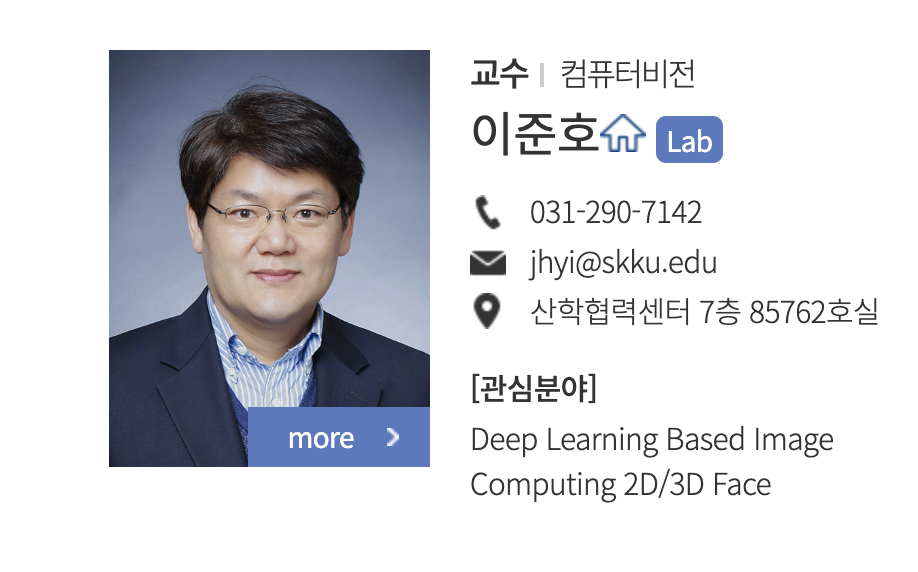 교수 | 컴퓨터비전
이준호 Lab
031-290-7142
jhyi@skku.edu
산학협력센터 7층 85762호실
[관심분야]
Deep Learning Based Image
Computing 2D/3D Face
more